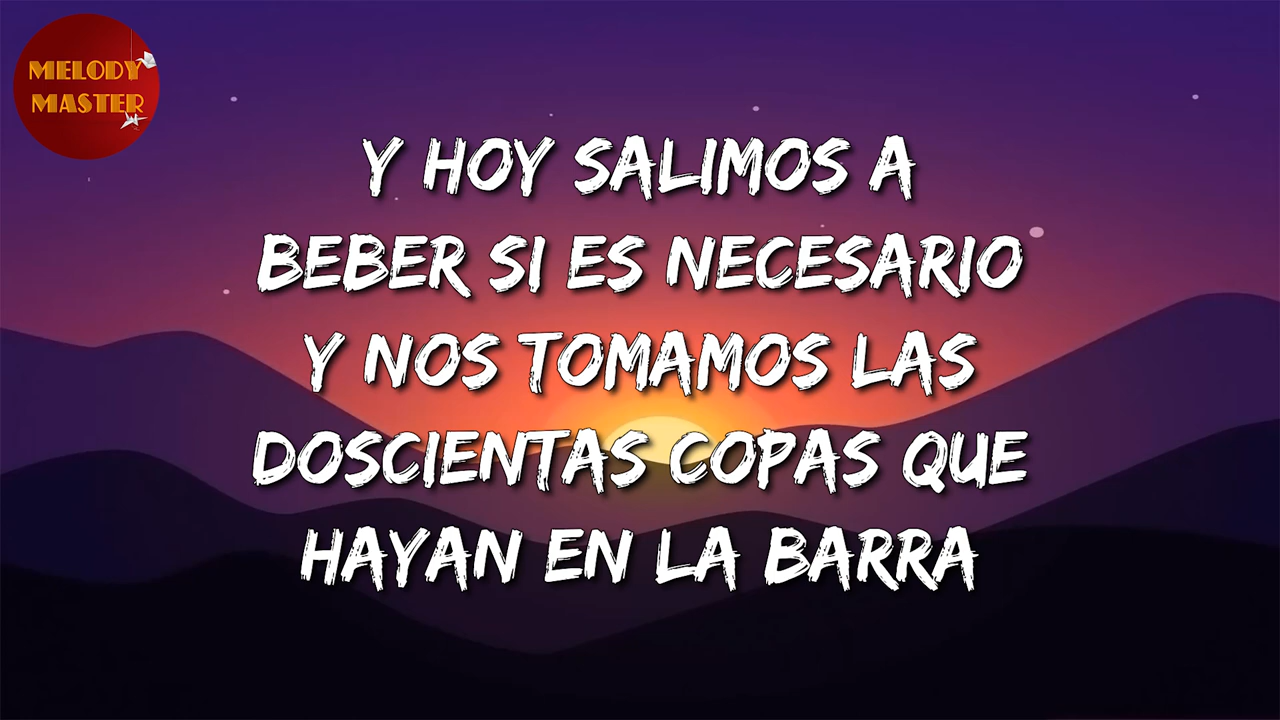 MELODY
MASTER
Y HOY SALIMOS A
BEBER SI ES NECESARIO
Y NOS TOMAMOS LAS
DOSCIENTAS COPAS QUE
HAYAN EN LA BARRA